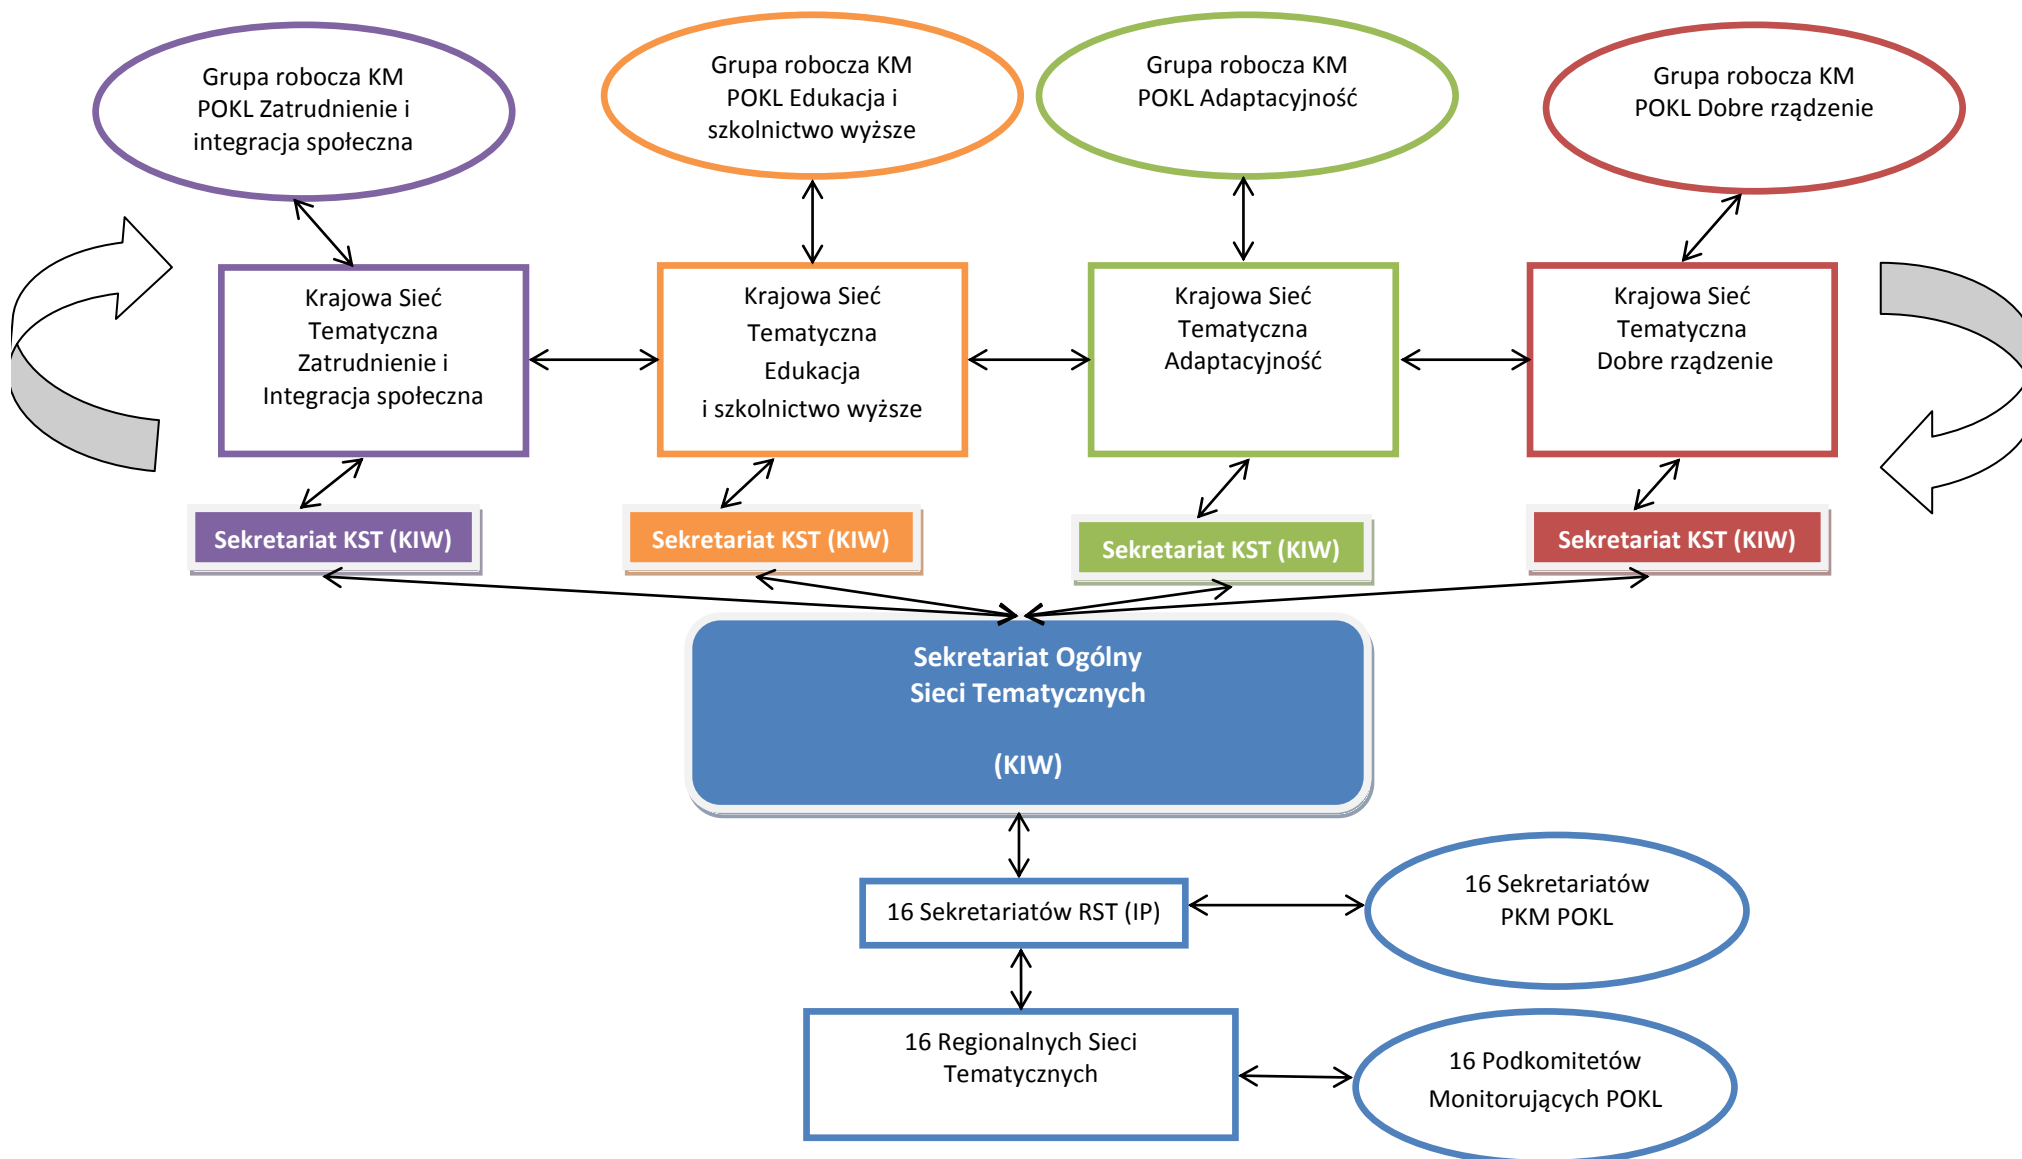 Grupa robocza KM
POKL Zatrudnienie i
integracja społeczna
Grupa robocza KM
POKL Edukacja i
szkolnictwo wyższe
Grupa robocza KM
POKL Adaptacyjność
Grupa robocza KM
POKL Dobre rządzenie
Krajowa Sieć
Tematyczna
Zatrudnienie i
Integracja społeczna
Krajowa Sieć
Tematyczna
Edukacja
i szkolnictwo wyższe
Krajowa Sieć
Tematyczna
Adaptacyjność
Krajowa Sieć
Tematyczna
Dobre rządzenie
Sekretariat KST (KIW)
Sekretariat KST (KIW)
Sekretariat KST (KIW)
Sekretariat KST (KIW)
Sekretariat Ogólny
Sieci Tematycznych
(KIW)
16 Sekretariatów RST (IP)
16 Sekretariatów
PKM POKL
16 Regionalnych Sieci
Tematycznych
16 Podkomitetów
Monitorujących POKL